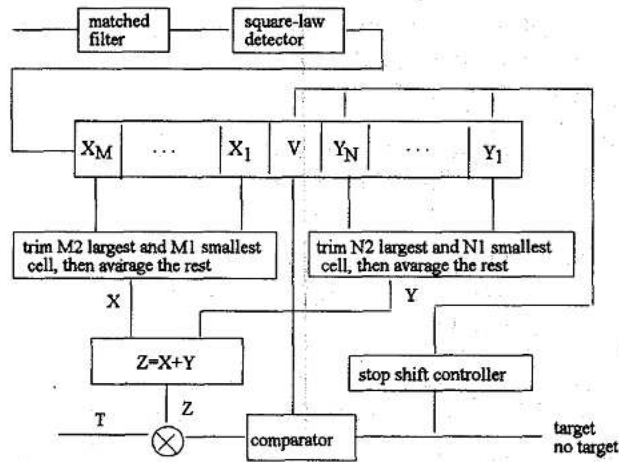 matched
filter
square-law
detector
X_M ... X_1 V Y_N ... Y_1
trim M2 largest and M1 smallest
cell, then avarage the rest
trim N2 largest and N1 smallest
cell, then avarage the rest
X
Y
Z=X+Y
stop shift controller
Z
T
comparator
target
no target